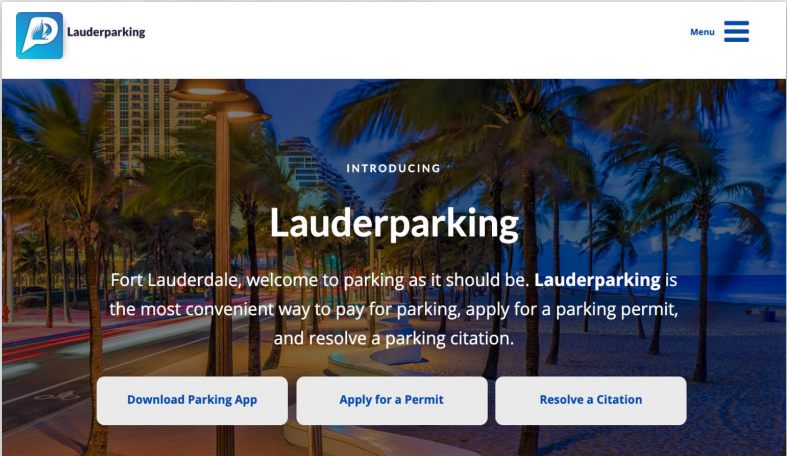 Lauderparking
Menu
INTRODUCING
Lauderparking
Fort Lauderdale, welcome to parking as it should be. Lauderparking is
the most convenient way to pay for parking, apply for a parking permit,
and resolve a parking citation.
Download Parking App
Apply for a Permit
Resolve a Citation